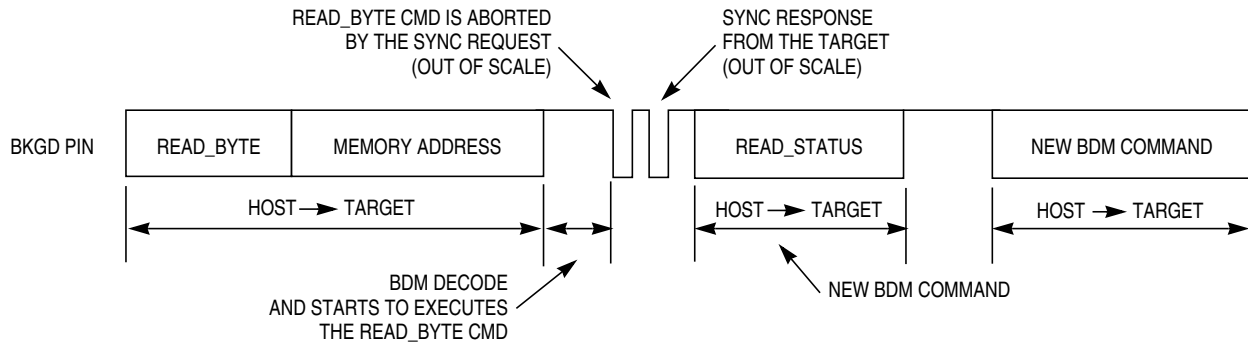 READ_BYTE CMD IS ABORTED
BY THE SYNC REQUEST
(OUT OF SCALE)
SYNC RESPONSE
FROM THE TARGET
(OUT OF SCALE)
BKGD PIN
READ_BYTE
MEMORY ADDRESS
READ_STATUS
NEW BDM COMMAND
HOST TARGET
HOST TARGET
HOST TARGET
BDM DECODE
AND STARTS TO EXECUTES
THE READ_BYTE CMD
NEW BDM COMMAND